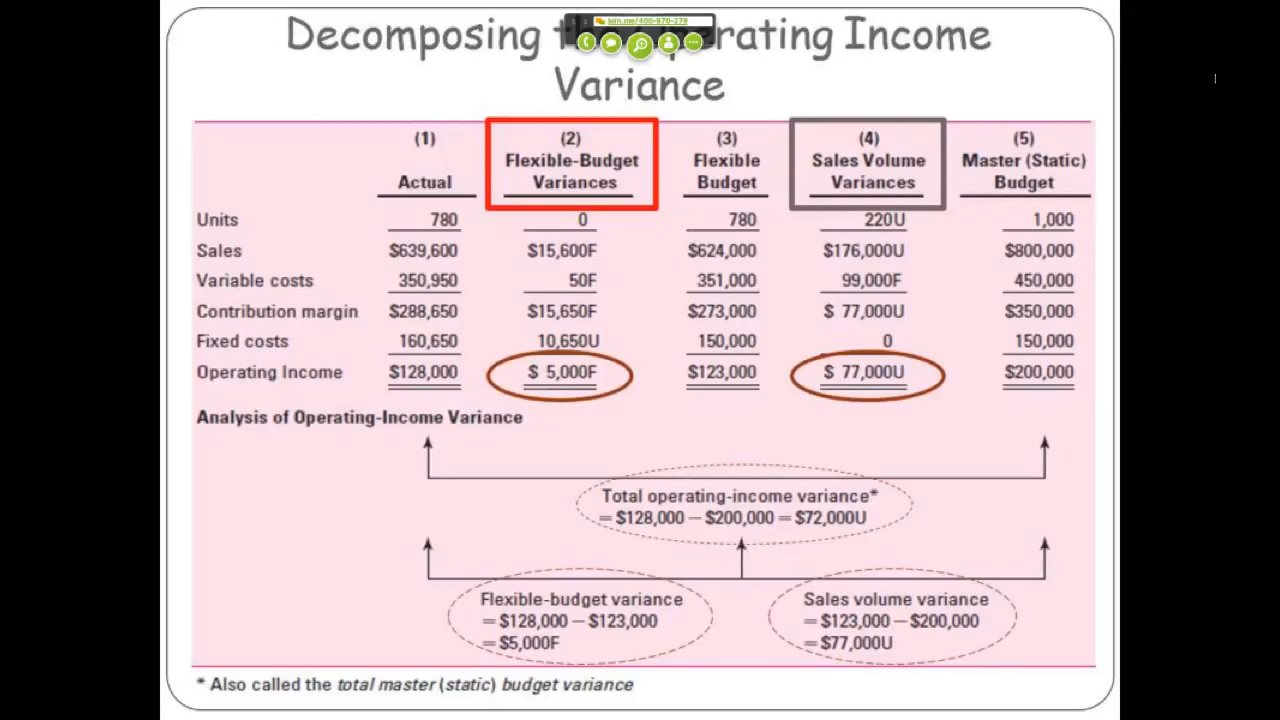 join.me/400-970-279
Decomposing Operating Income
Variance
(1) (2) (3) (4) (5)
Flexible-Budget Flexible Sales Volume Master (Static)
Actual Variances Budget Variances Budget
Units 780 0 780 220U 1,000
Sales $639,600 $15,600F $624,000 $176,000U $800,000
Variable costs 350,950 50F 351,000 99,000F 450,000
Contribution margin $288,650 $15,650F $273,000 $ 77,000U $350,000
Fixed costs 160,650 10,650U 150,000 0 150,000
Operating Income $128,000 $ 5,000F $123,000 $ 77,000U $200,000
Analysis of Operating-Income Variance
Total operating-income variance*
= $128,000 – $200,000 = $72,000U
Flexible-budget variance Sales volume variance
= $128,000 – $123,000 = $123,000 – $200,000
= $5,000F = $77,000U
* Also called the total master (static) budget variance